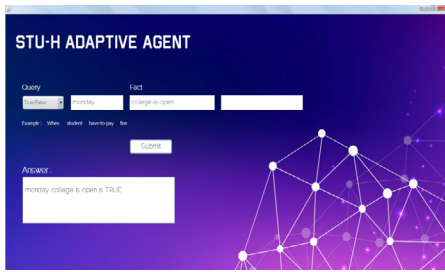 STU-H ADAPTIVE AGENT
Query Fact
True/False monday college-is-open
Example : When student have-to-pay fine
Submit
Answer :
monday college is open is TRUE